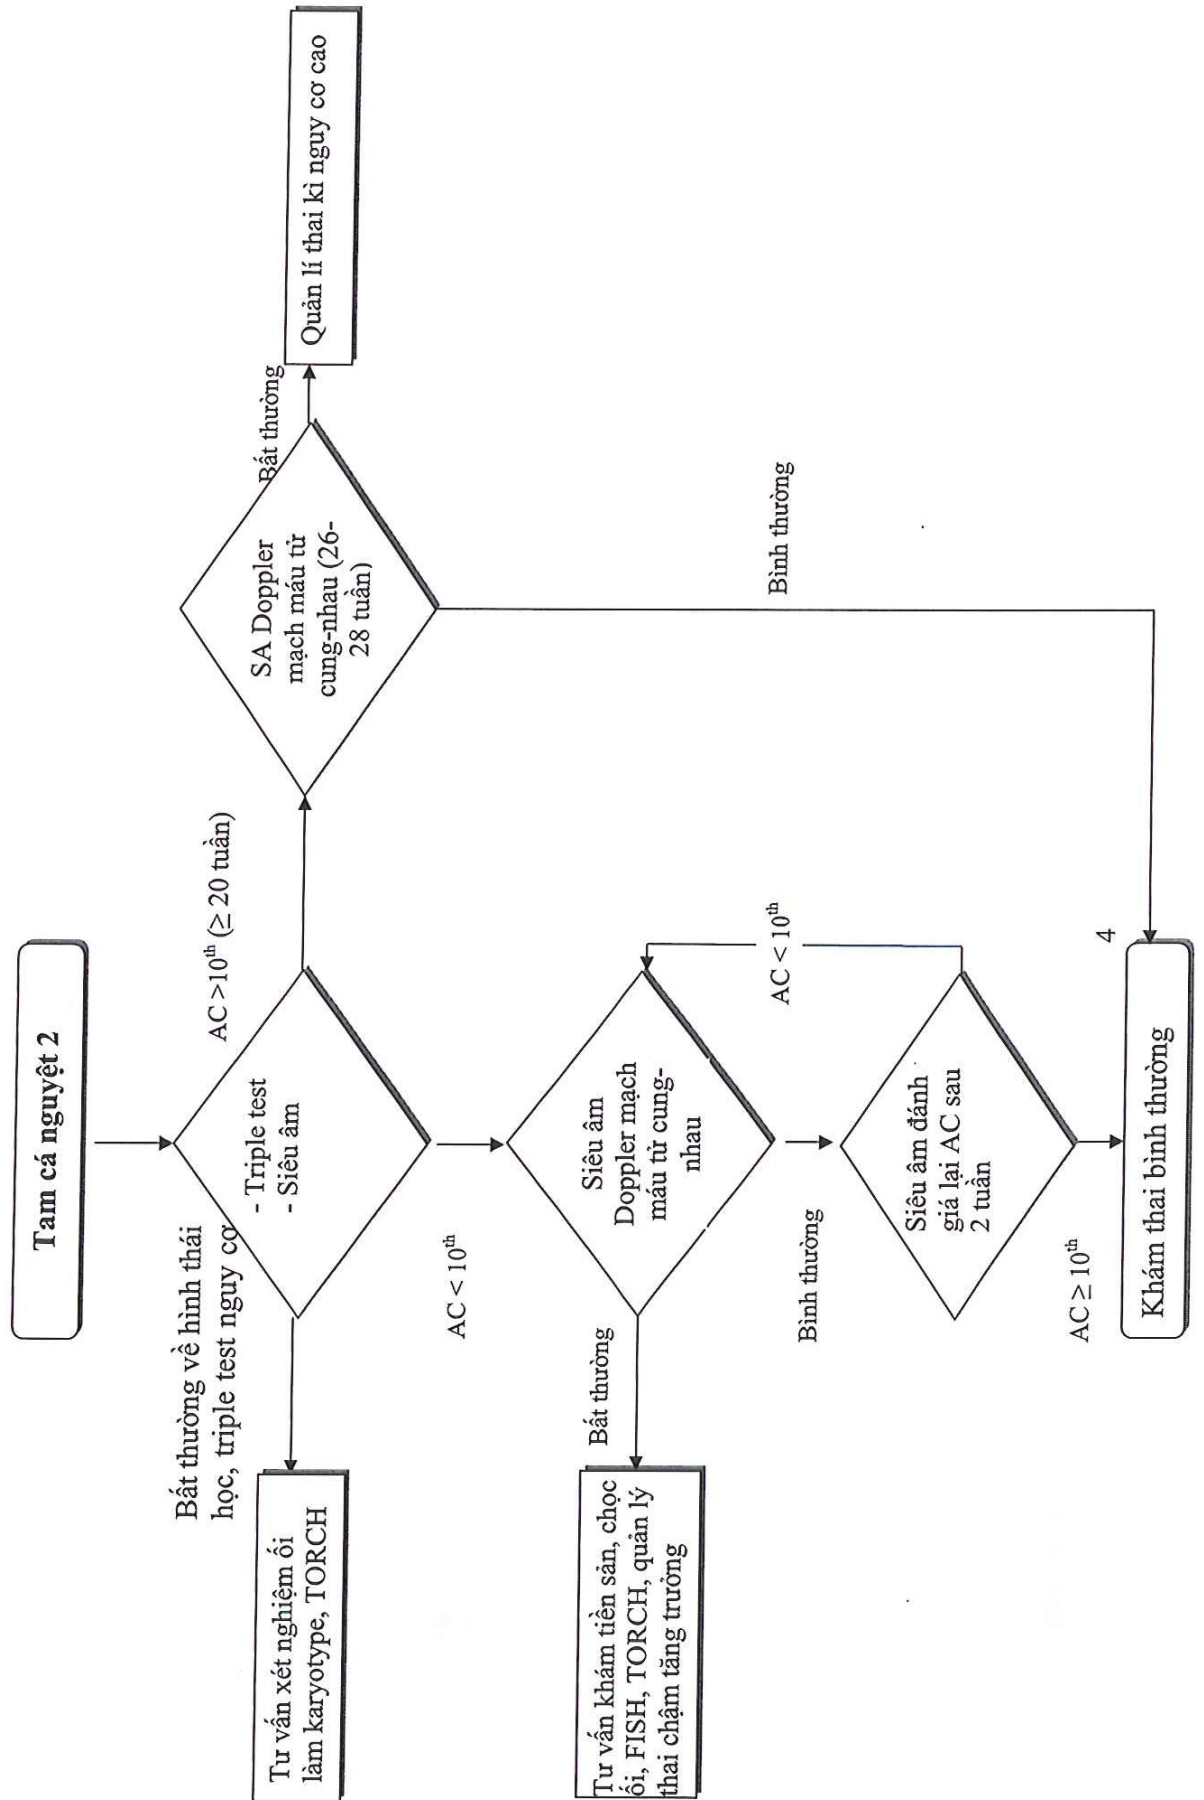 Tam cá nguyệt 2
Bất thường về hình thái
học, triple test nguy cơ
- Triple test
- Siêu âm
AC >10th (≥ 20 tuần)
Tư vấn xét nghiệm ối
làm karyotype, TORCH
SA Doppler
mạch máu tử
cung-nhau (26-
28 tuần)
Bất thường
Quản lí thai kì nguy cơ cao
AC < 10th
Siêu âm
Doppler mạch
máu tử cung-
nhau
Bất thường
Tư vấn khám tiền sản, chọc
ối, FISH, TORCH, quản lý
thai chậm tăng trưởng
Bình thường
AC < 10th
Bình thường
Siêu âm đánh
giá lại AC sau
2 tuần
AC ≥ 10th
4
Khám thai bình thường